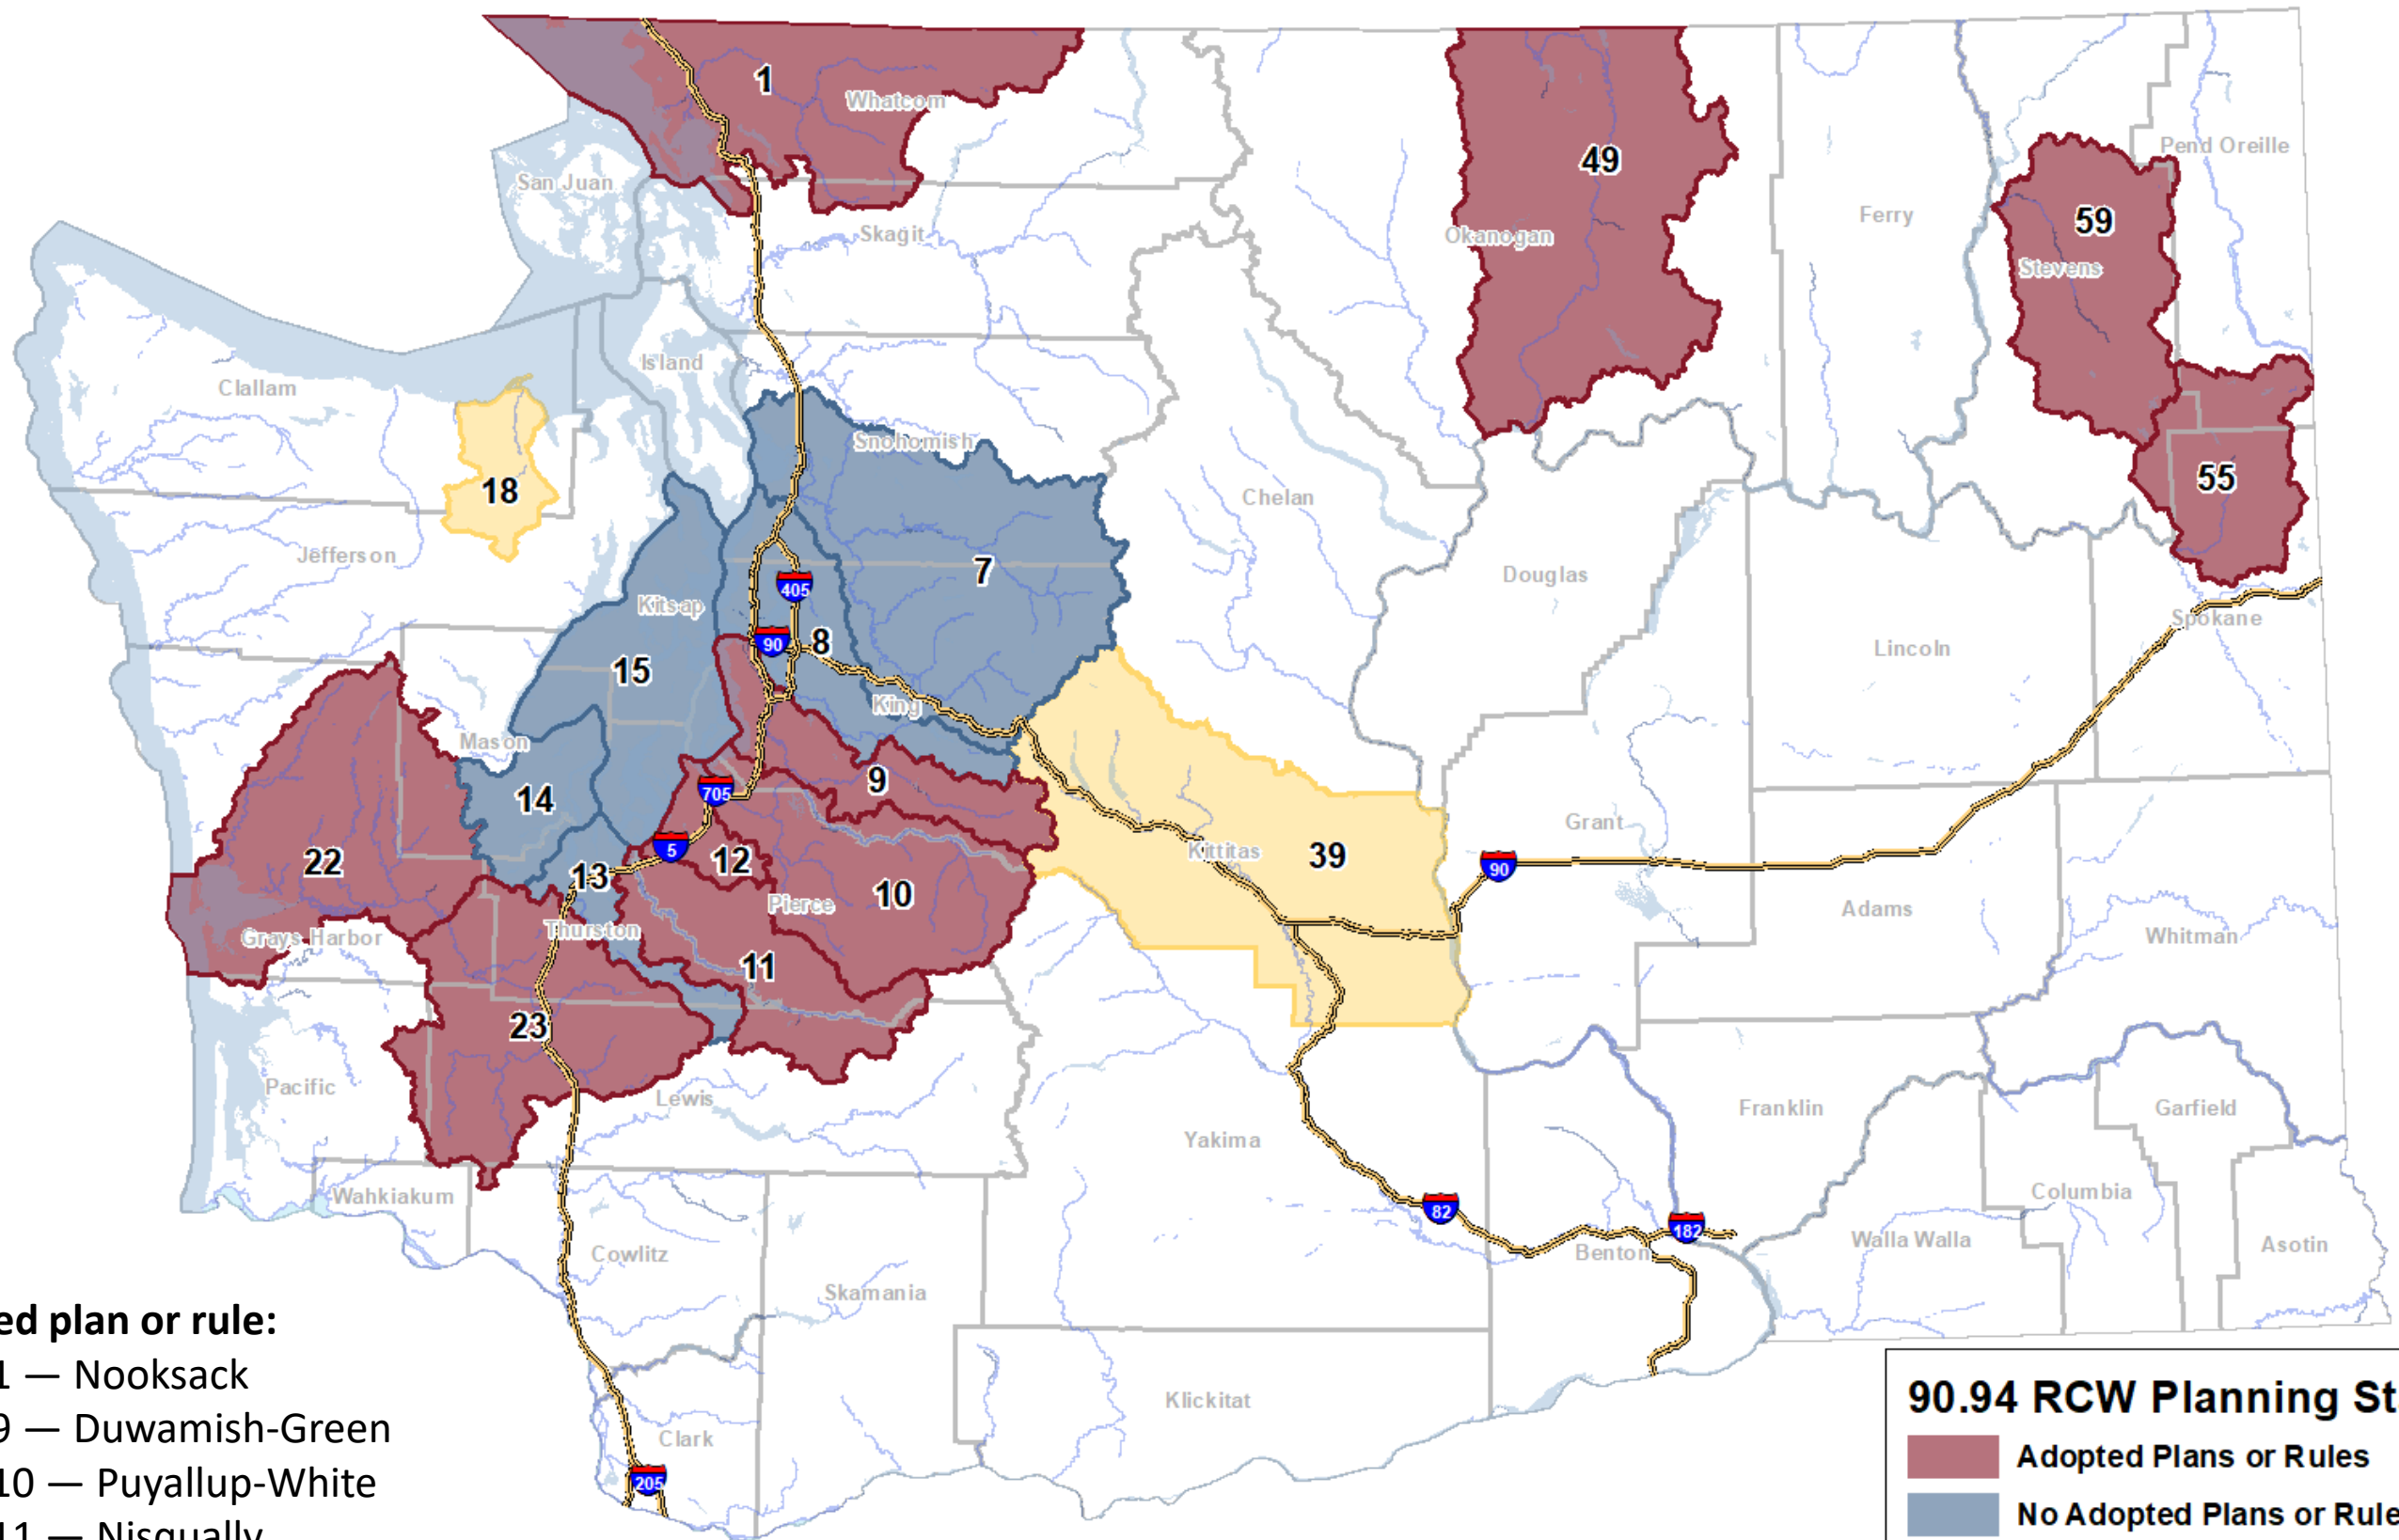 1
Whatcom
49
Pend Oreille
San Juan
Skagit
Okanogan
Ferry
59
Stevens
Island
Clallam
Snohomish
18
Chelan
55
Jefferson
7
405
Douglas
Kitsap
90
8
15
Spokane
Lincoln
King
Mason
9
14
705
5
12
22
13
10
Pierce
Kittitas
39
Grant
90
Adams
Grays Harbor
Thurston
Whitman
11
23
Pacific
Lewis
Franklin
Garfield
Yakima
Wahkiakum
Columbia
82
182
Cowlitz
Benton
Walla Walla
Asotin
Skamania
Klickitat
Clark
205
ed plan or rule:
1 — Nooksack
9 — Duwamish-Green
10 — Puyallup-White
11 — Nisqually
90.94 RCW Planning St
Adopted Plans or Rules
No Adopted Plans or Rule